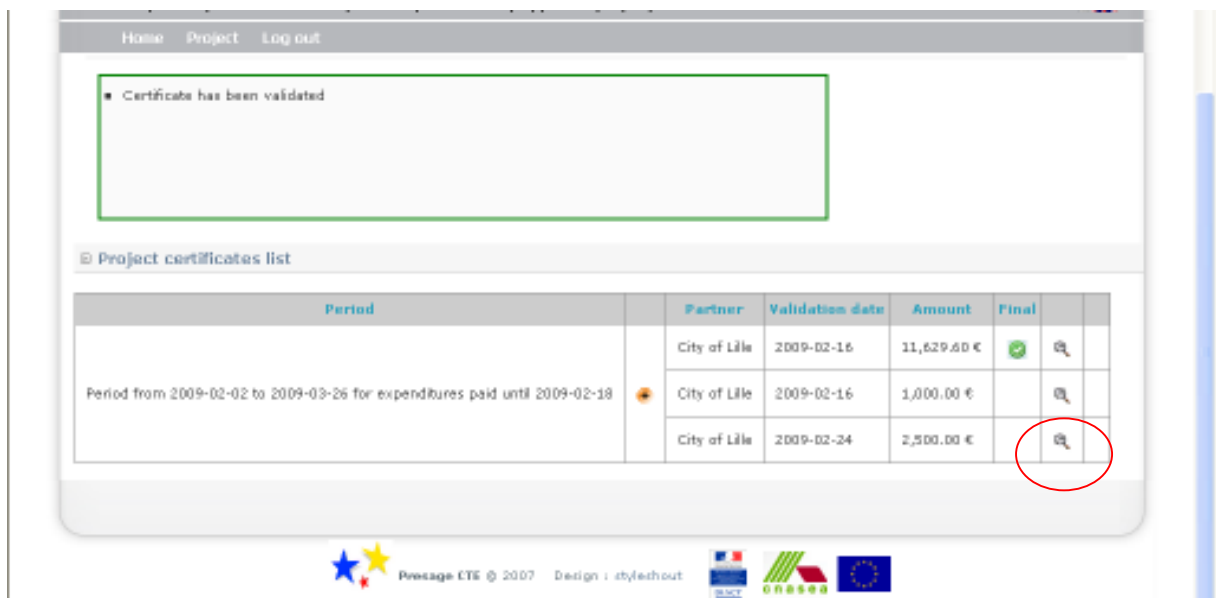 Home Project Log out
Certificate has been validated
Project certificates list
Period Partner Validation date Amount Final
City of Lille 2009-02-16 11,629.60 €
Period from 2009-02-02 to 2009-03-26 for expenditures paid until 2009-02-18 City of Lille 2009-02-16 1,000.00 €
City of Lille 2009-02-24 2,500.00 €
Presage CTE © 2007 Design : styleshout
onasea